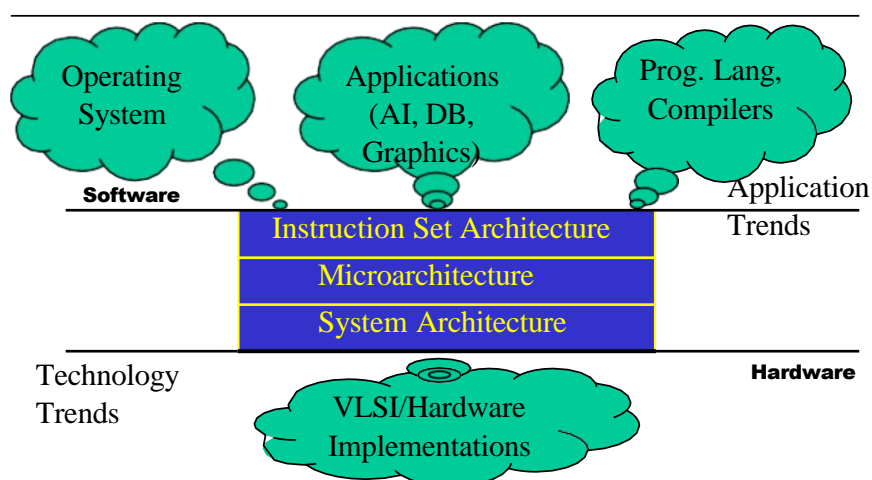 Operating
System
Applications
(AI, DB,
Graphics)
Prog. Lang,
Compilers
Software
Application
Trends
Instruction Set Architecture
Microarchitecture
System Architecture
Technology
Trends
Hardware
VLSI/Hardware
Implementations